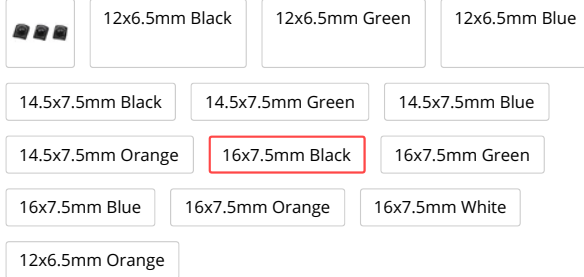 12x6.5mm Black
12x6.5mm Green
12x6.5mm Blue
14.5x7.5mm Black
14.5x7.5mm Green
14.5x7.5mm Blue
14.5x7.5mm Orange
16x7.5mm Black
16x7.5mm Green
16x7.5mm Blue
16x7.5mm Orange
16x7.5mm White
12x6.5mm Orange